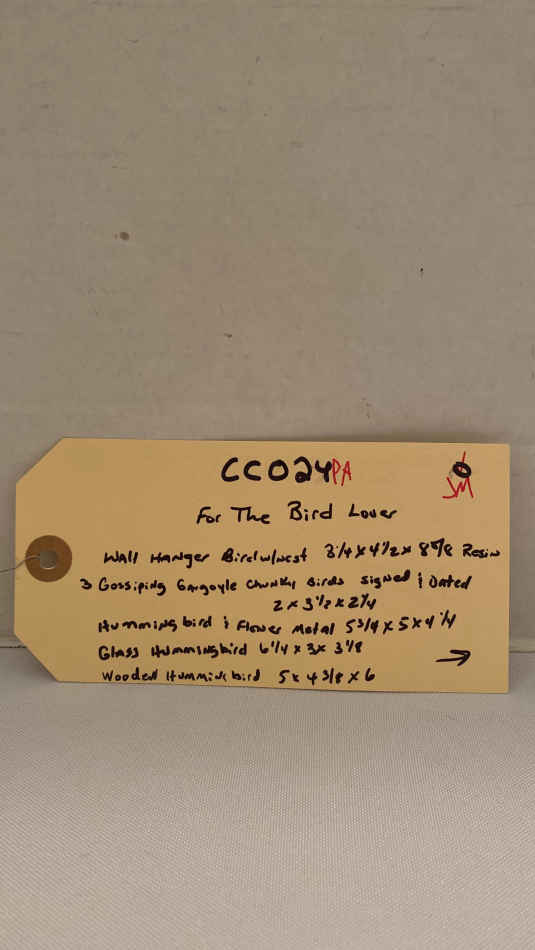 CC024PA
JM
For The Bird Lover
Wall Hanger Bird w/nest 3 1/4 x 4 1/2 x 8 7/8 Resin
3 Gossiping Gargoyle Chunky Birds signed & Dated
2 x 3 1/2 x 2 1/4
Hummingbird & Flower Metal 5 3/4 x 5 x 4 1/4
Glass Hummingbird 6 1/4 x 3 x 3 1/8
Wooden Humminbird 5 x 4 3/8 x 6